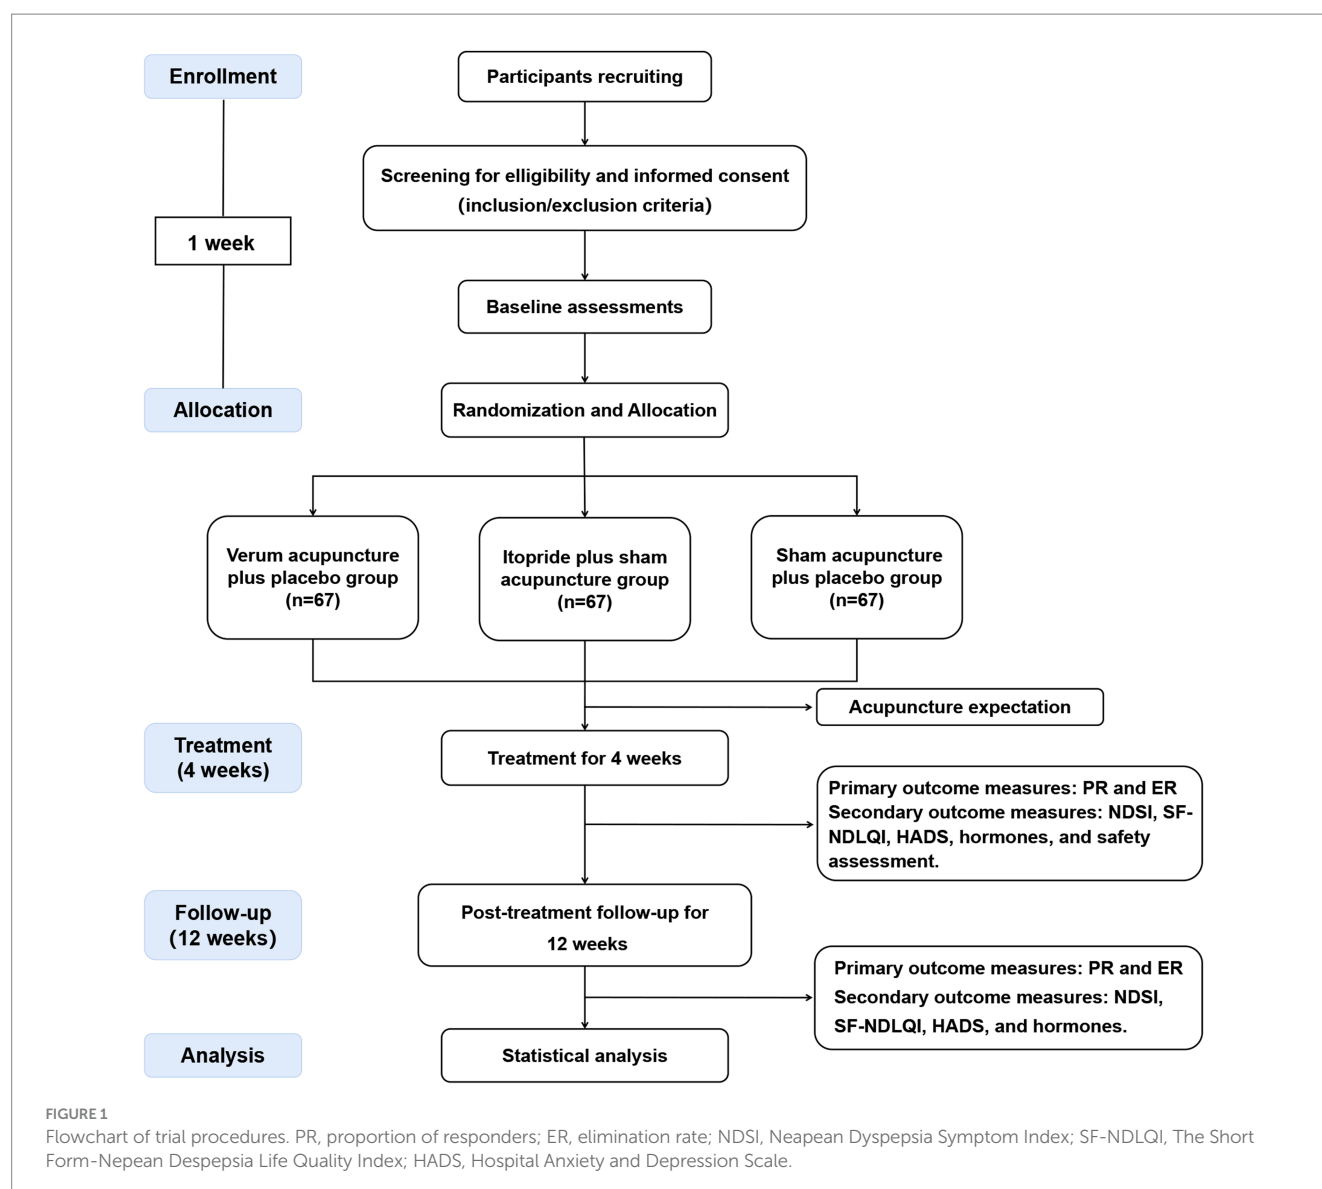 Enrollment
Participants recruiting
Screening for elligibility and informed consent
(inclusion/exclusion criteria)
1 week
Baseline assessments
Allocation
Randomization and Allocation
Verum acupuncture
plus placebo group
(n=67)
Itopride plus sham
acupuncture group
(n=67)
Sham acupuncture
plus placebo group
(n=67)
Acupuncture expectation
Treatment
(4 weeks)
Treatment for 4 weeks
Primary outcome measures: PR and ER
Secondary outcome measures: NDSI, SF-
NDLQI, HADS, hormones, and safety
assessment.
Follow-up
(12 weeks)
Post-treatment follow-up for
12 weeks
Primary outcome measures: PR and ER
Secondary outcome measures: NDSI,
SF-NDLQI, HADS, and hormones.
Analysis
Statistical analysis
FIGURE 1
Flowchart of trial procedures. PR, proportion of responders; ER, elimination rate; NDSI, Neapean Dyspepsia Symptom Index; SF-NDLQI, The Short
Form-Nepean Despepsia Life Quality Index; HADS, Hospital Anxiety and Depression Scale.